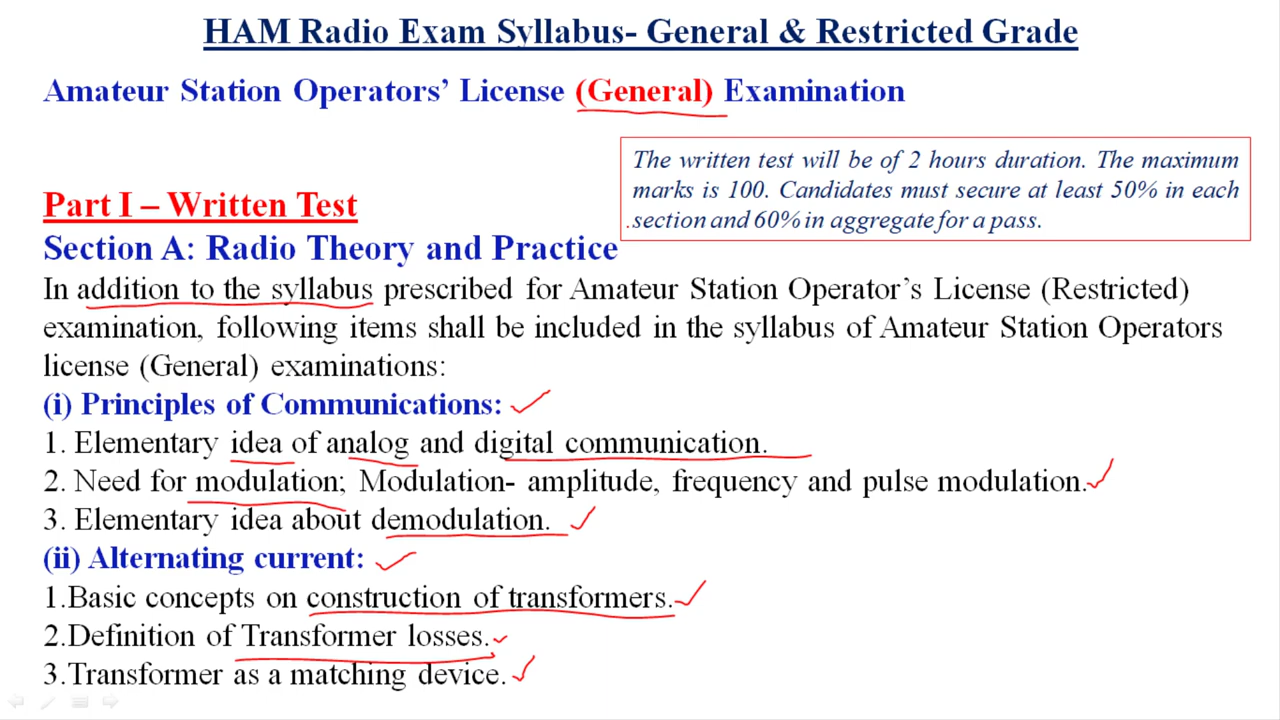 HAM Radio Exam Syllabus- General & Restricted Grade
Amateur Station Operators’ License (General) Examination
The written test will be of 2 hours duration. The maximum
marks is 100. Candidates must secure at least 50% in each
section and 60% in aggregate for a pass.
Part I – Written Test
Section A: Radio Theory and Practice
In addition to the syllabus prescribed for Amateur Station Operator’s License (Restricted)
examination, following items shall be included in the syllabus of Amateur Station Operators
license (General) examinations:
(i) Principles of Communications:
1. Elementary idea of analog and digital communication.
2. Need for modulation; Modulation- amplitude, frequency and pulse modulation.
3. Elementary idea about demodulation.
(ii) Alternating current:
1.Basic concepts on construction of transformers.
2.Definition of Transformer losses.
3.Transformer as a matching device.